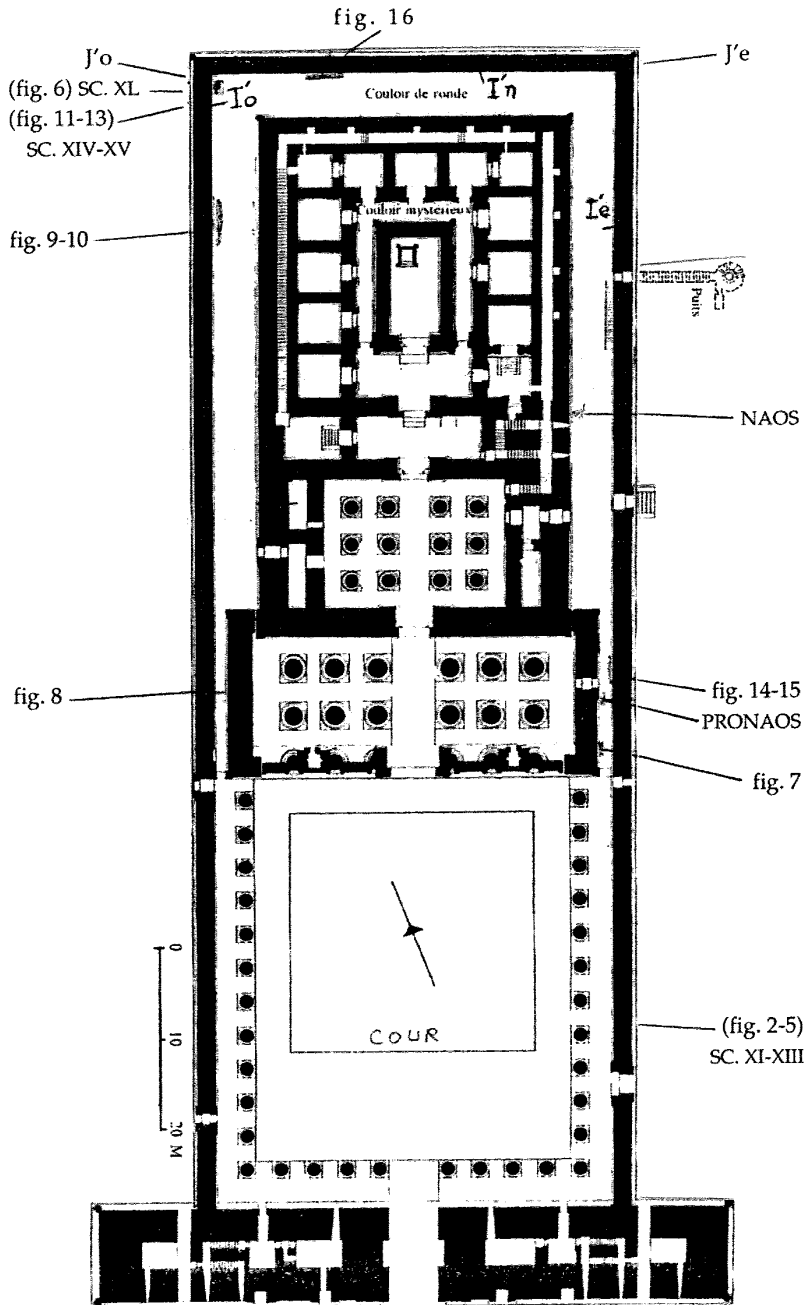 fig. 16
J'o
J'e
(fig. 6) SC. XL
I'o
Couloir de ronde
I'n
(fig. 11-13)
SC. XIV-XV
Couloir mystérieux
I'e
fig. 9-10
Puits
NAOS
fig. 8
fig. 14-15
PRONAOS
fig. 7
0
10
20 M
COUR
(fig. 2-5)
SC. XI-XIII